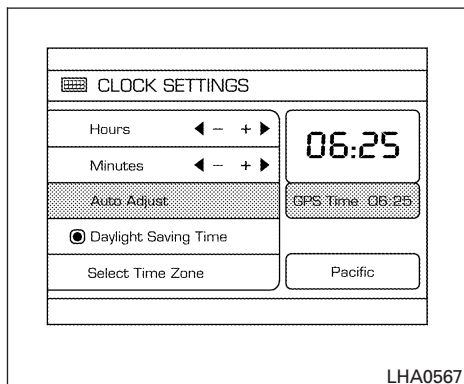 CLOCK SETTINGS
Hours ◀ − + ▶
Minutes ◀ − + ▶
06:25
Auto Adjust
GPS Time 06:25
Daylight Saving Time
Select Time Zone
Pacific
LHA0567